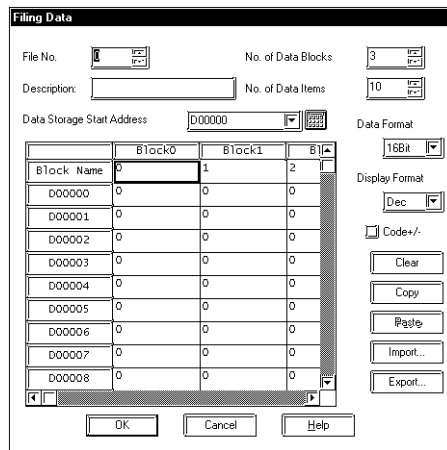 Filing Data
File No. 0 No. of Data Blocks 3
Description: No. of Data Items 10
Data Storage Start Address D00000
Data Format
16Bit
Display Format
Dec
Code+/-
Block0 Block1 Bl
Block Name 0 1 2
D00000 0 0 0
D00001 0 0 0
D00002 0 0 0
D00003 0 0 0
D00004 0 0 0
D00005 0 0 0
D00006 0 0 0
D00007 0 0 0
D00008 0 0 0
Clear
Copy
Paste
Import...
Export...
OK Cancel Help